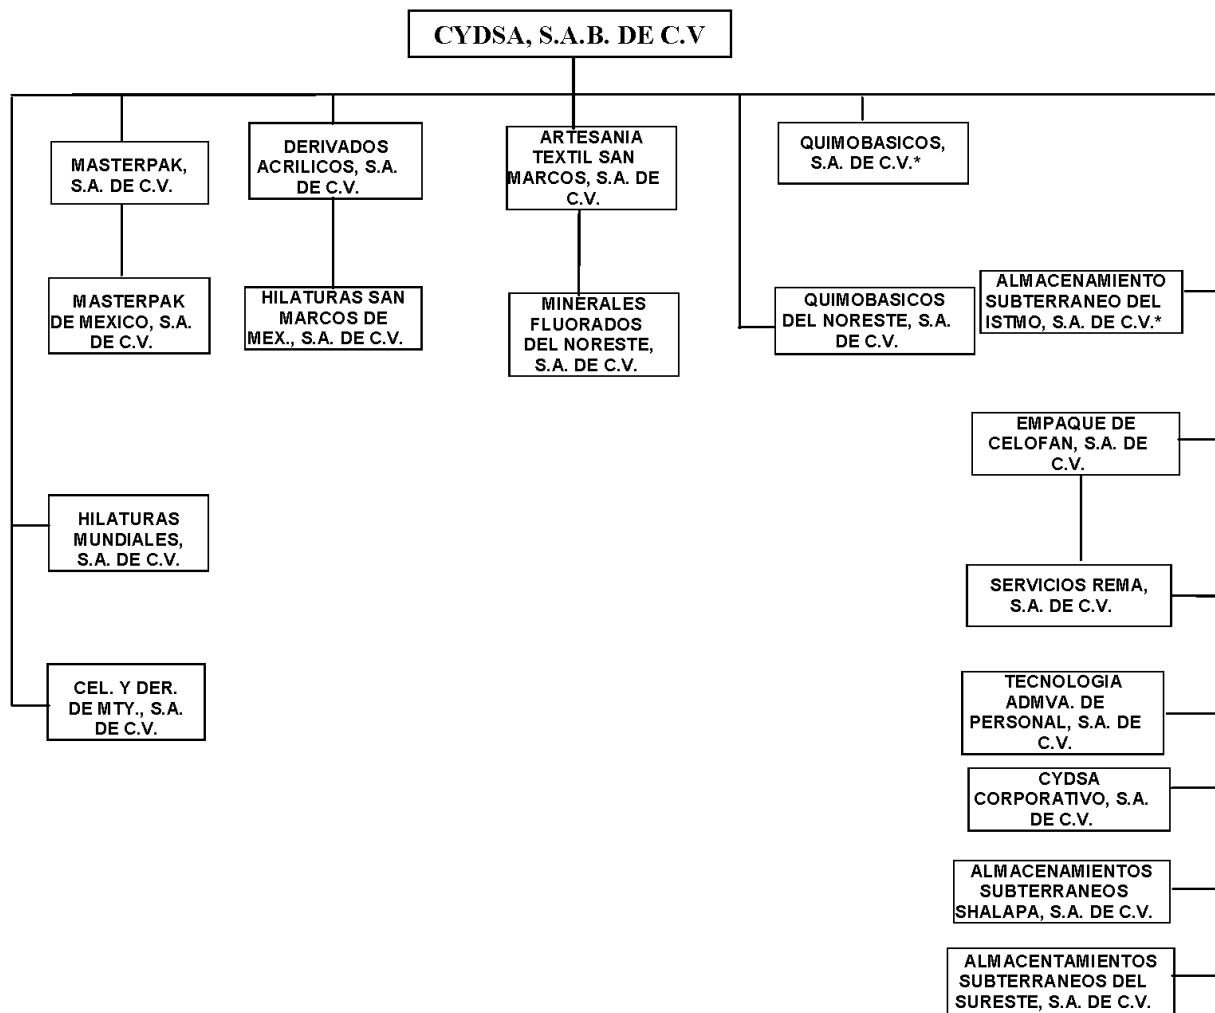 CYDSA, S.A.B. DE C.V
MASTERPAK,
S.A. DE C.V.
DERIVADOS
ACRILICOS, S.A.
DE C.V.
ARTESANIA
TEXTIL SAN
MARCOS, S.A. DE
C.V.
QUIMOBASICOS,
S.A. DE C.V.*
MASTERPAK
DE MEXICO, S.A.
DE C.V.
HILATURAS SAN
MARCOS DE
MEX., S.A. DE C.V.
MINERALES
FLUORADOS
DEL NORESTE,
S.A. DE C.V.
QUIMOBASICOS
DEL NORESTE, S.A.
DE C.V.
ALMACENAMIENTO
SUBTERRANEO DEL
ISTMO, S.A. DE C.V.*
EMPAQUE DE
CELOFAN, S.A. DE
C.V.
HILATURAS
MUNDIALES,
S.A. DE C.V.
SERVICIOS REMA,
S.A. DE C.V.
CEL. Y DER.
DE MTY., S.A.
DE C.V.
TECNOLOGIA
ADMVA. DE
PERSONAL, S.A. DE
C.V.
CYDSA
CORPORATIVO, S.A.
DE C.V.
ALMACENAMIENTOS
SUBTERRANEOS
SHALAPA, S.A. DE C.V.
ALMACENTAMIENTOS
SUBTERRANEOS DEL
SURESTE, S.A. DE C.V.